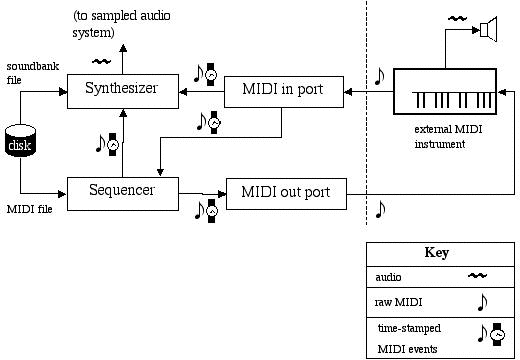 (to sampled audio
system)
soundbank
file
Synthesizer
MIDI in port
external MIDI
instrument
disk
Sequencer
MIDI out port
MIDI file
Key
audio
raw MIDI
time-stamped
MIDI events